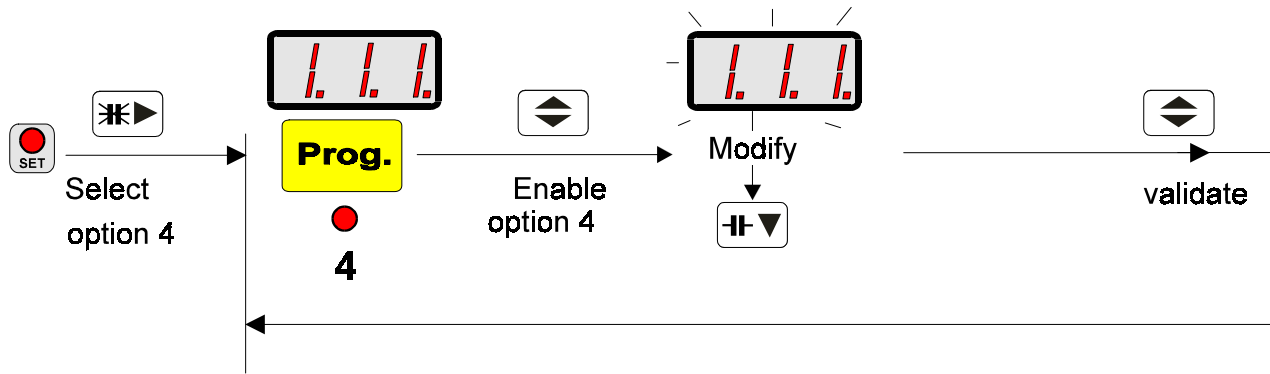 1.1.1.
1.1.1.
SET
Prog.
Modify
Select
option 4
Enable
option 4
validate
4